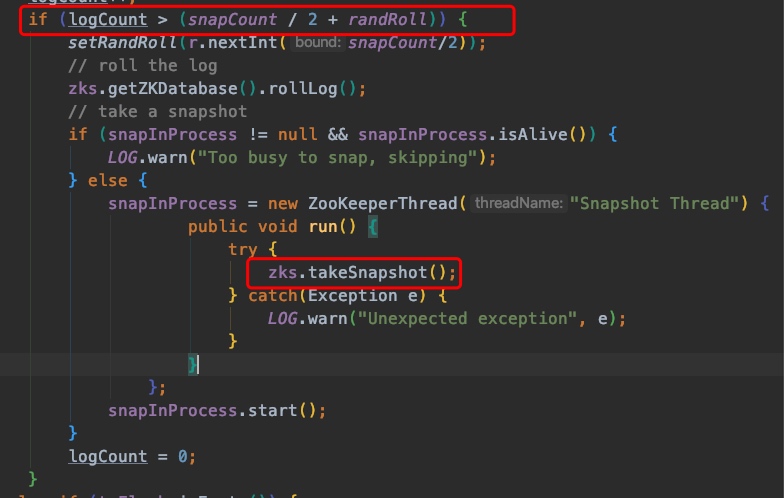 if (logCount > (snapCount / 2 + randRoll)) {
setRandRoll(r.nextInt( bound: snapCount/2));
// roll the log
zks.getZKDatabase().rollLog();
// take a snapshot
if (snapInProcess != null && snapInProcess.isAlive()) {
LOG.warn("Too busy to snap, skipping");
} else {
snapInProcess = new ZooKeeperThread( threadName: "Snapshot Thread") {
public void run() {
try {
zks.takeSnapshot();
} catch(Exception e) {
LOG.warn("Unexpected exception", e);
}
}
};
snapInProcess.start();
}
logCount = 0;
}